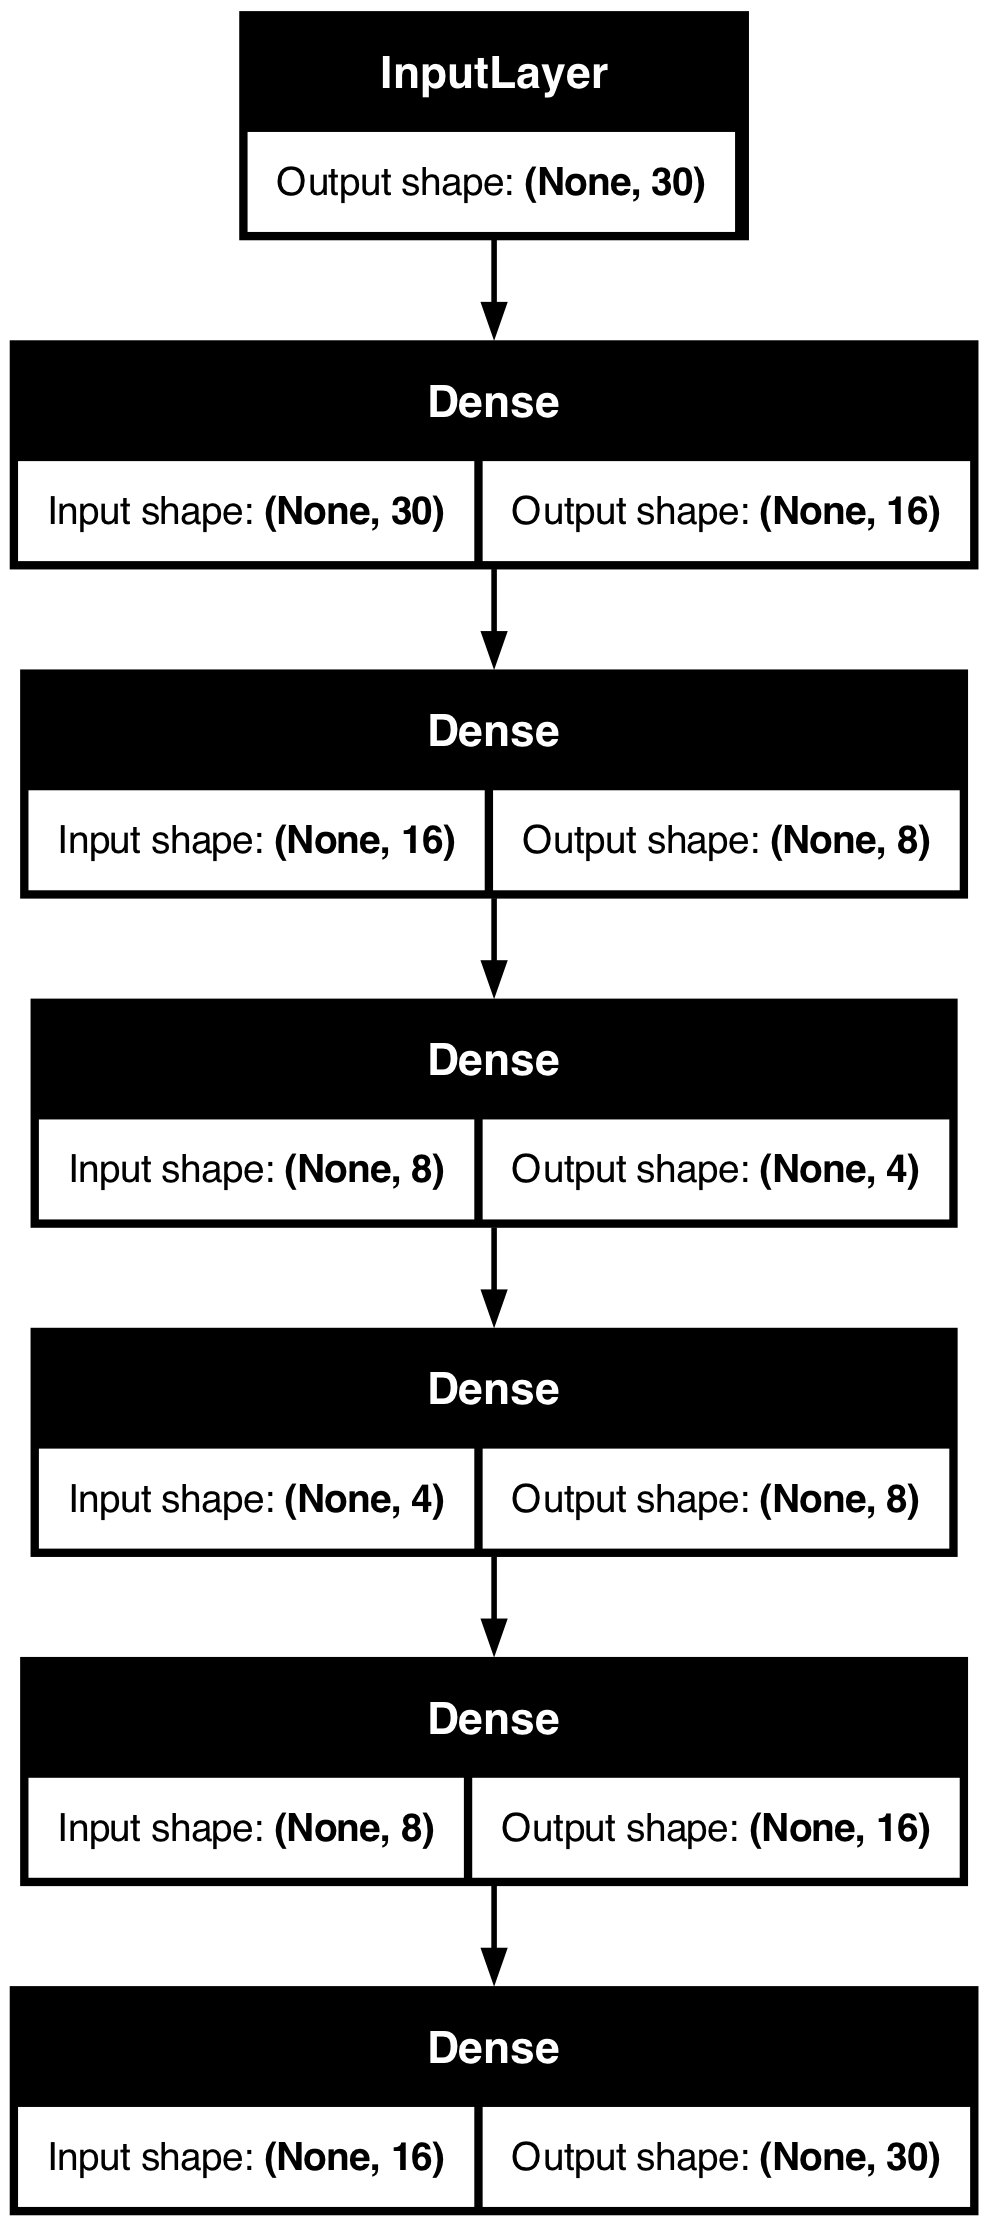 InputLayer
Output shape: (None, 30)
Dense
Input shape: (None, 30) Output shape: (None, 16)
Dense
Input shape: (None, 16) Output shape: (None, 8)
Dense
Input shape: (None, 8) Output shape: (None, 4)
Dense
Input shape: (None, 4) Output shape: (None, 8)
Dense
Input shape: (None, 8) Output shape: (None, 16)
Dense
Input shape: (None, 16) Output shape: (None, 30)